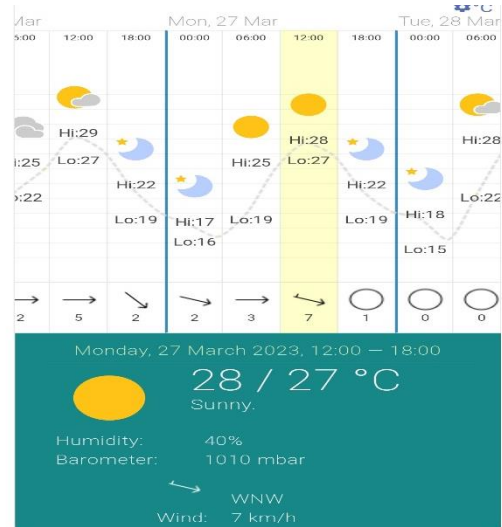 °C
Mar Mon, 27 Mar Tue, 28 Mar
5:00 12:00 18:00 00:00 06:00 12:00 18:00 00:00 06:00
Hi:29 Hi:28 Hi:28
i:25 Lo:27 Hi:25 Lo:27
o:22 Hi:22 Hi:22 Lo:22
Lo:19 Hi:17 Lo:19 Lo:19 Hi:18
Lo:16 Lo:15
2 5 2 2 3 7 1 0 0
Monday, 27 March 2023, 12:00 – 18:00
28 / 27 °C
Sunny.
Humidity: 40%
Barometer: 1010 mbar
WNW
Wind: 7 km/h